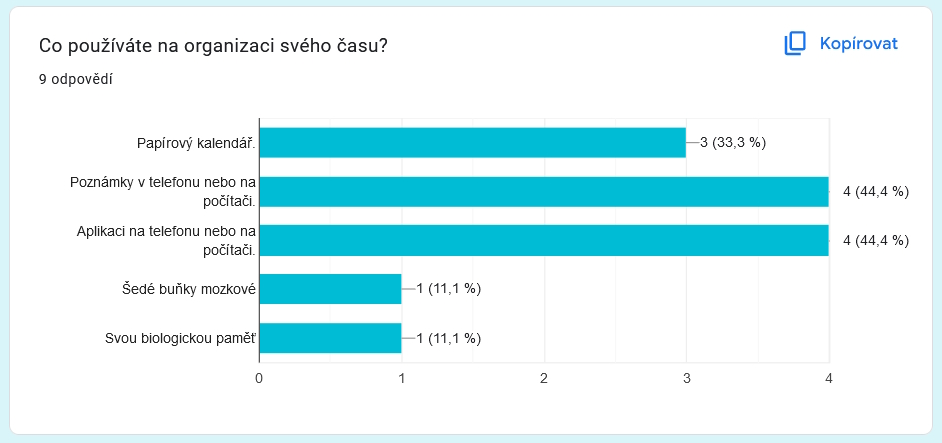 Co používáte na organizaci svého času?
Kopírovat
9 odpovědí
Papírový kalendář.
3 (33,3 %)
Poznámky v telefonu nebo na
počítači.
4 (44,4 %)
Aplikaci na telefonu nebo na
počítači.
4 (44,4 %)
Šedé buňky mozkové
1 (11,1 %)
Svou biologickou paměť
1 (11,1 %)
0 1 2 3 4